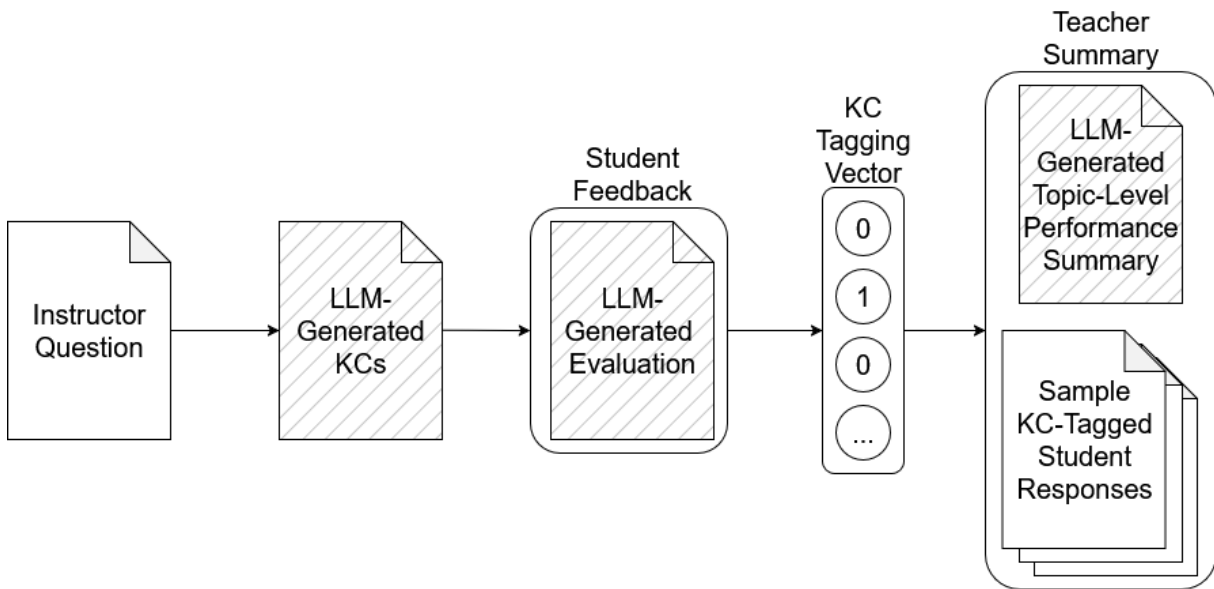 Instructor
Question
LLM-
Generated
KCs
Student
Feedback
LLM-
Generated
Evaluation
KC
Tagging
Vector
0
1
0
...
Teacher
Summary
LLM-
Generated
Topic-Level
Performance
Summary
Sample
KC-Tagged
Student
Responses